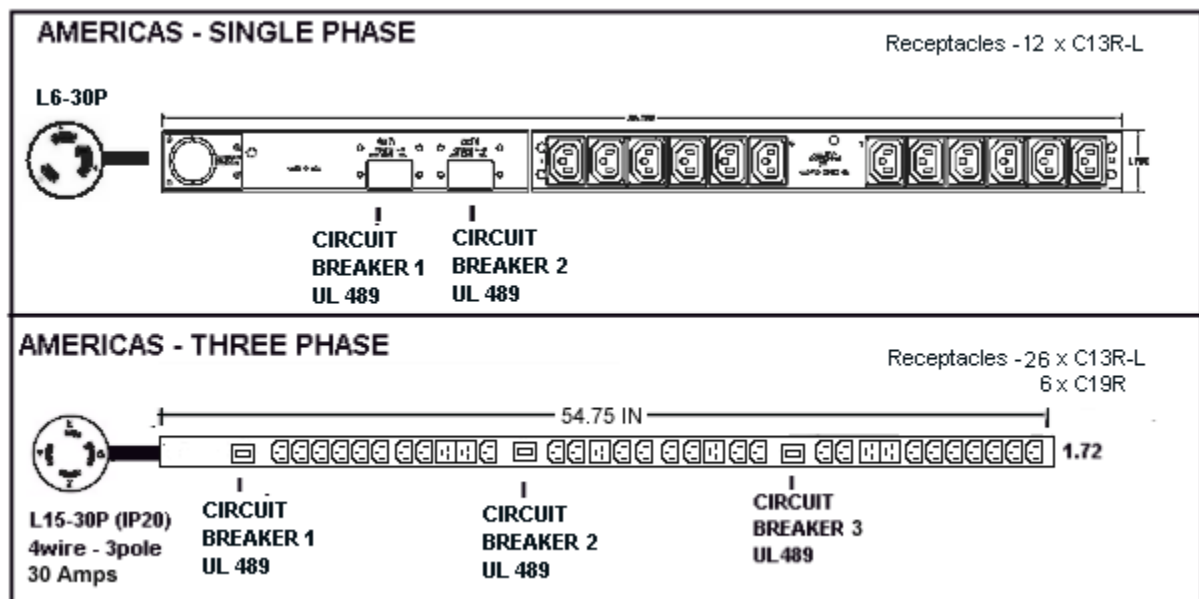 AMERICAS - SINGLE PHASE
Receptacles -12 x C13R-L
L6-30P
CIRCUIT
BREAKER 1
UL 489
CIRCUIT
BREAKER 2
UL 489
AMERICAS - THREE PHASE
Receptacles -26 x C13R-L
6 x C19R
54.75 IN
1.72
L15-30P (IP20)
4wire - 3pole
30 Amps
CIRCUIT
BREAKER 1
UL 489
CIRCUIT
BREAKER 2
UL 489
CIRCUIT
BREAKER 3
UL489